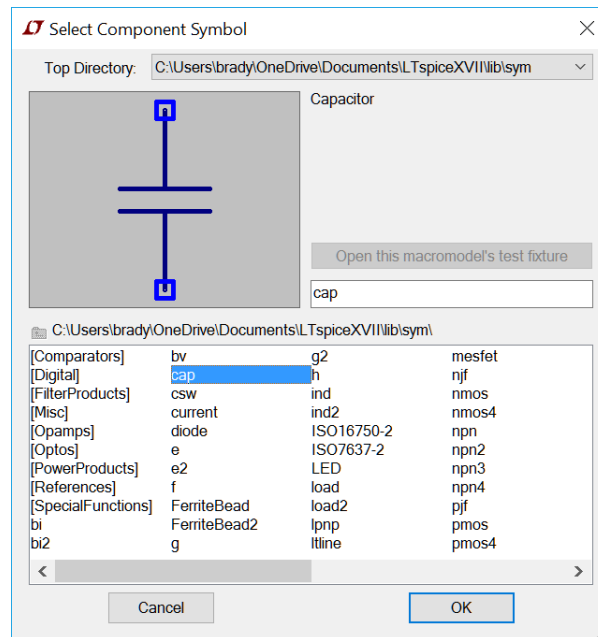 Select Component Symbol
Top Directory: C:\Users\brady\OneDrive\Documents\LTspiceXVII\lib\sym
Capacitor
Open this macromodel's test fixture
cap
C:\Users\brady\OneDrive\Documents\LTspiceXVII\lib\sym\
[Comparators] bv g2 mesfet
[Digital] cap h njf
[FilterProducts] csw ind nmos
[Misc] current ind2 nmos4
[Opamps] diode ISO16750-2 npn
[Optos] e ISO7637-2 npn2
[PowerProducts] e2 LED npn3
[References] f load npn4
[SpecialFunctions] FerriteBead load2 pjf
bi FerriteBead2 lpnp pmos
bi2 g ltline pmos4
Cancel OK